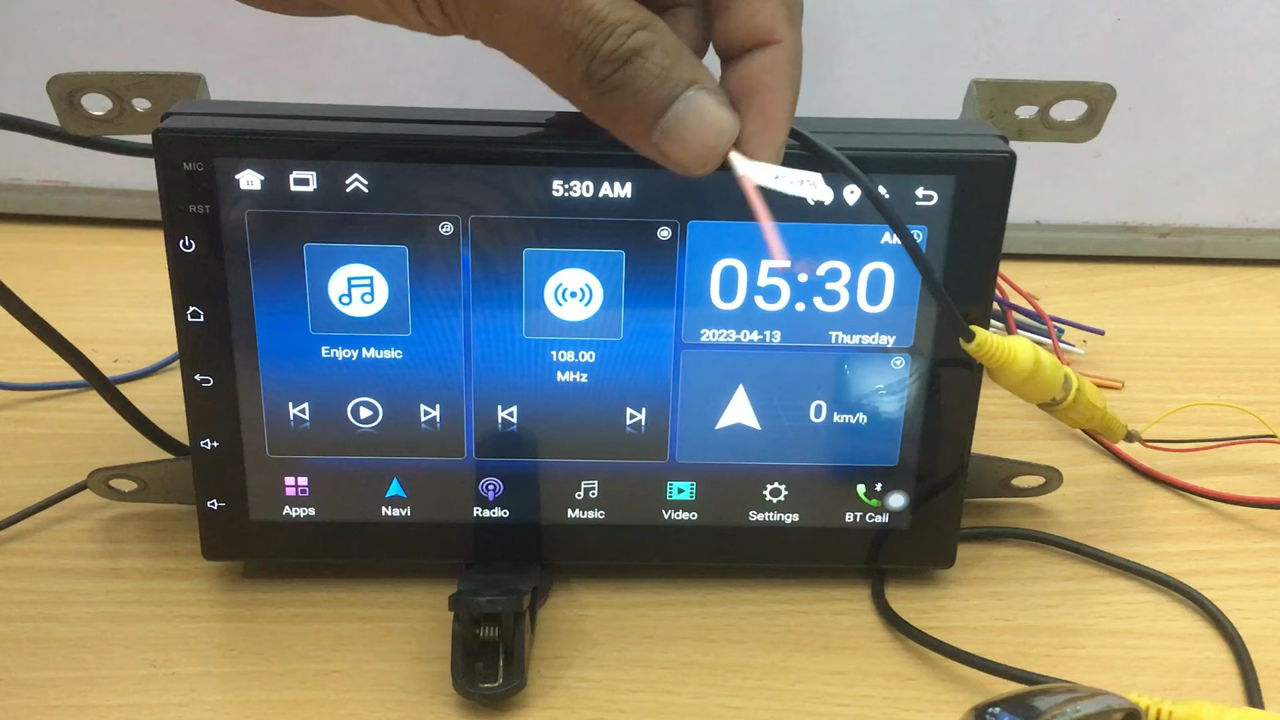 MIC
RST
5:30 AM
Enjoy Music
108.00
MHz
05:30
2023-04-13 Thursday
0 km/h
Apps
Navi
Radio
Music
Video
Settings
BT Call